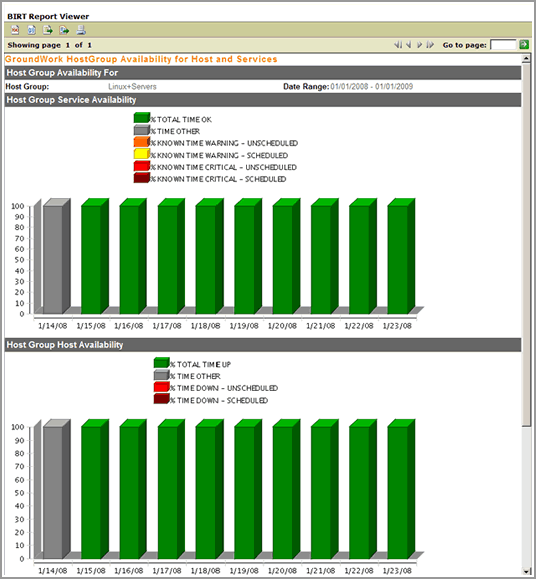 BIRT Report Viewer
Showing page 1 of 1 Go to page:
GroundWork HostGroup Availability for Host and Services
Host Group Availability For
Host Group: Linux+Servers Date Range: 01/01/2008 - 01/01/2009
Host Group Service Availability
% TOTAL TIME OK
% TIME OTHER
% KNOWN TIME WARNING - UNSCHEDULED
% KNOWN TIME WARNING - SCHEDULED
% KNOWN TIME CRITICAL - UNSCHEDULED
% KNOWN TIME CRITICAL - SCHEDULED
100
90
80
70
60
50
40
30
20
10
0
1/14/08 1/15/08 1/16/08 1/17/08 1/18/08 1/19/08 1/20/08 1/21/08 1/22/08 1/23/08
Host Group Host Availability
% TOTAL TIME UP
% TIME OTHER
% TIME DOWN - UNSCHEDULED
% TIME DOWN - SCHEDULED
100
90
80
70
60
50
40
30
20
10
0
1/14/08 1/15/08 1/16/08 1/17/08 1/18/08 1/19/08 1/20/08 1/21/08 1/22/08 1/23/08